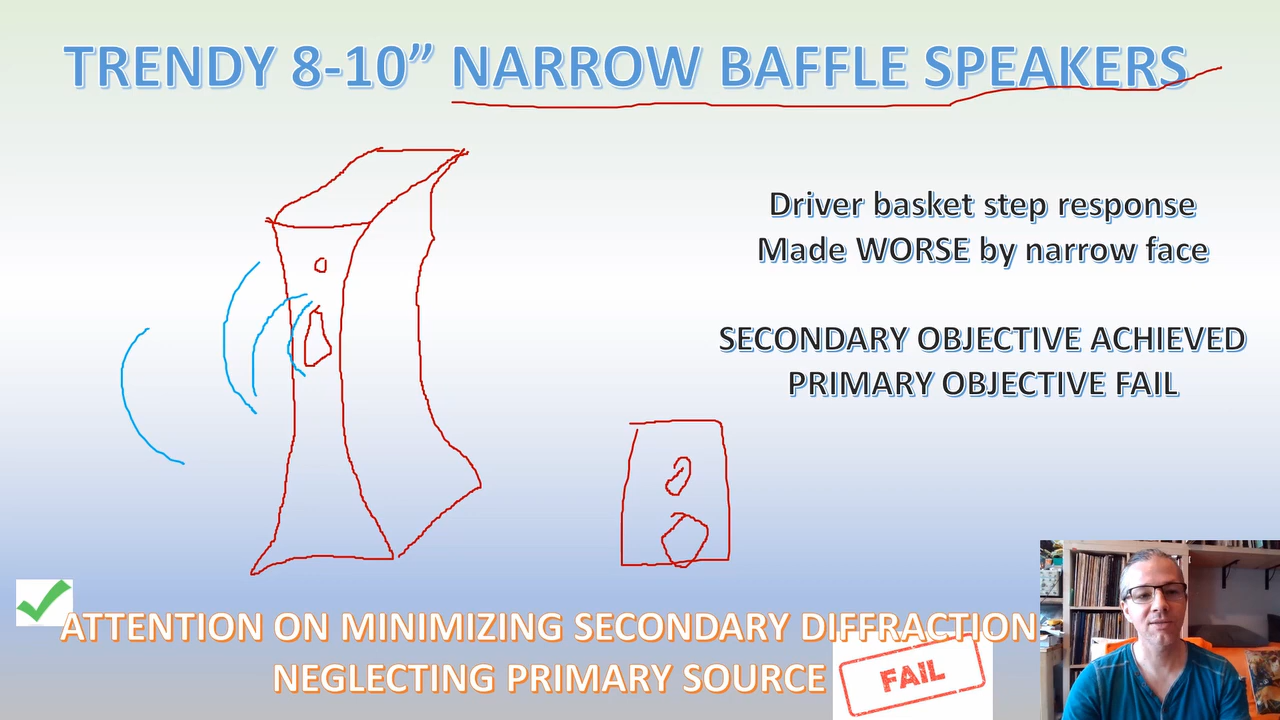 TRENDY 8-10” NARROW BAFFLE SPEAKERS
Driver basket step response
Made WORSE by narrow face
SECONDARY OBJECTIVE ACHIEVED
PRIMARY OBJECTIVE FAIL
ATTENTION ON MINIMIZING SECONDARY DIFFRACTION
NEGLECTING PRIMARY SOURCE
FAIL